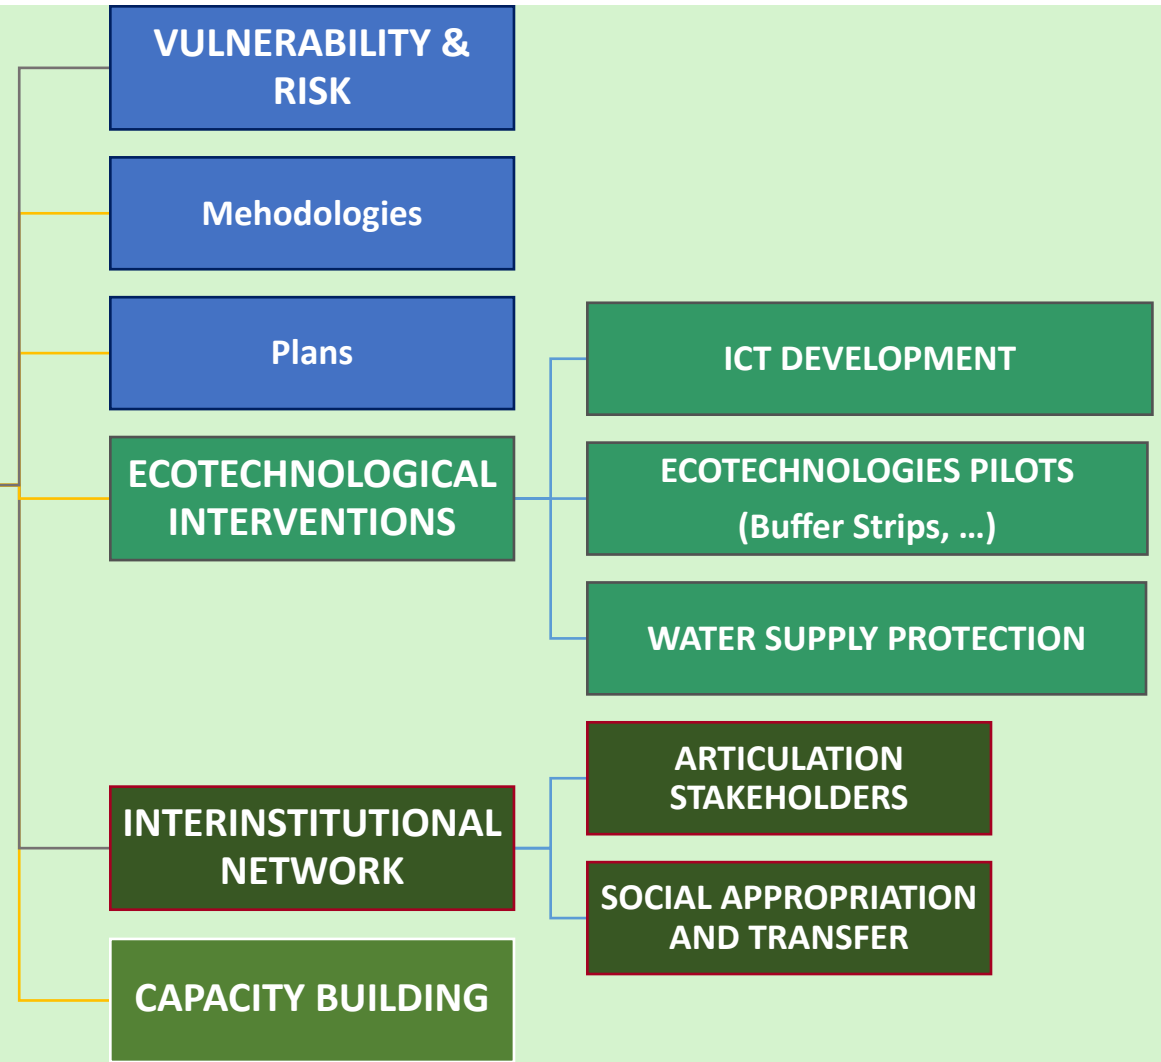 VULNERABILITY &
RISK
Mehodologies
Plans
ECOTECHNOLOGICAL
INTERVENTIONS
ICT DEVELOPMENT
ECOTECHNOLOGIES PILOTS
(Buffer Strips, ...)
WATER SUPPLY PROTECTION
INTERINSTITUTIONAL
NETWORK
ARTICULATION
STAKEHOLDERS
SOCIAL APPROPRIATION
AND TRANSFER
CAPACITY BUILDING